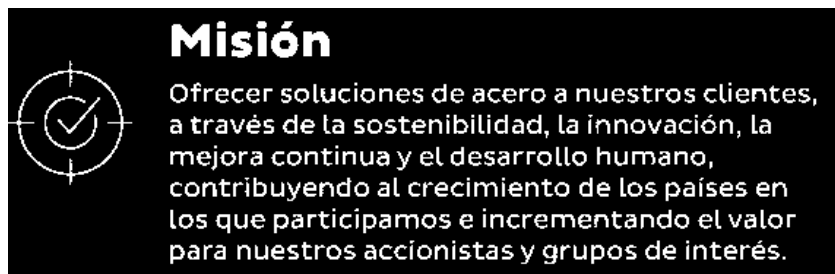 Misión
Ofrecer soluciones de acero a nuestros clientes,
a través de la sostenibilidad, la innovación, la
mejora continua y el desarrollo humano,
contribuyendo al crecimiento de los países en
los que participamos e incrementando el valor
para nuestros accionistas y grupos de interés.